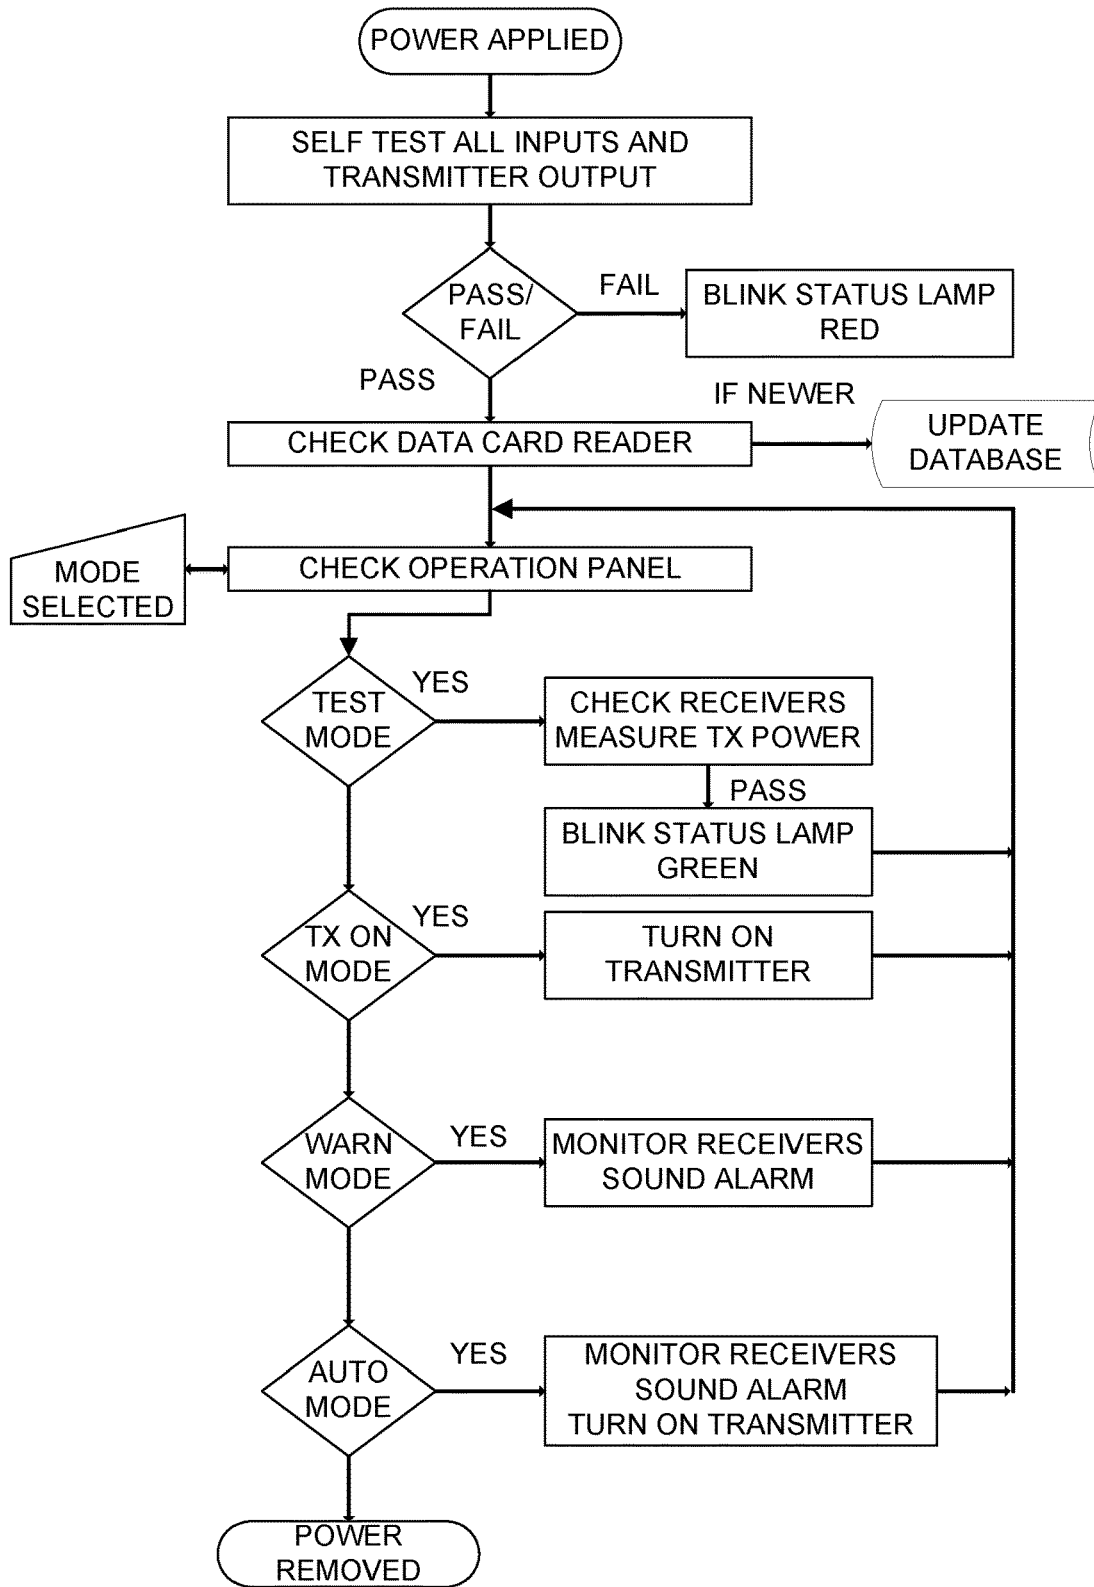 POWER APPLIED
SELF TEST ALL INPUTS AND
TRANSMITTER OUTPUT
PASS/
FAIL
FAIL
BLINK STATUS LAMP
RED
PASS
IF NEWER
CHECK DATA CARD READER
UPDATE
DATABASE
MODE
SELECTED
CHECK OPERATION PANEL
TEST
MODE
YES
CHECK RECEIVERS
MEASURE TX POWER
PASS
BLINK STATUS LAMP
GREEN
TX ON
MODE
YES
TURN ON
TRANSMITTER
WARN
MODE
YES
MONITOR RECEIVERS
SOUND ALARM
AUTO
MODE
YES
MONITOR RECEIVERS
SOUND ALARM
TURN ON TRANSMITTER
POWER
REMOVED